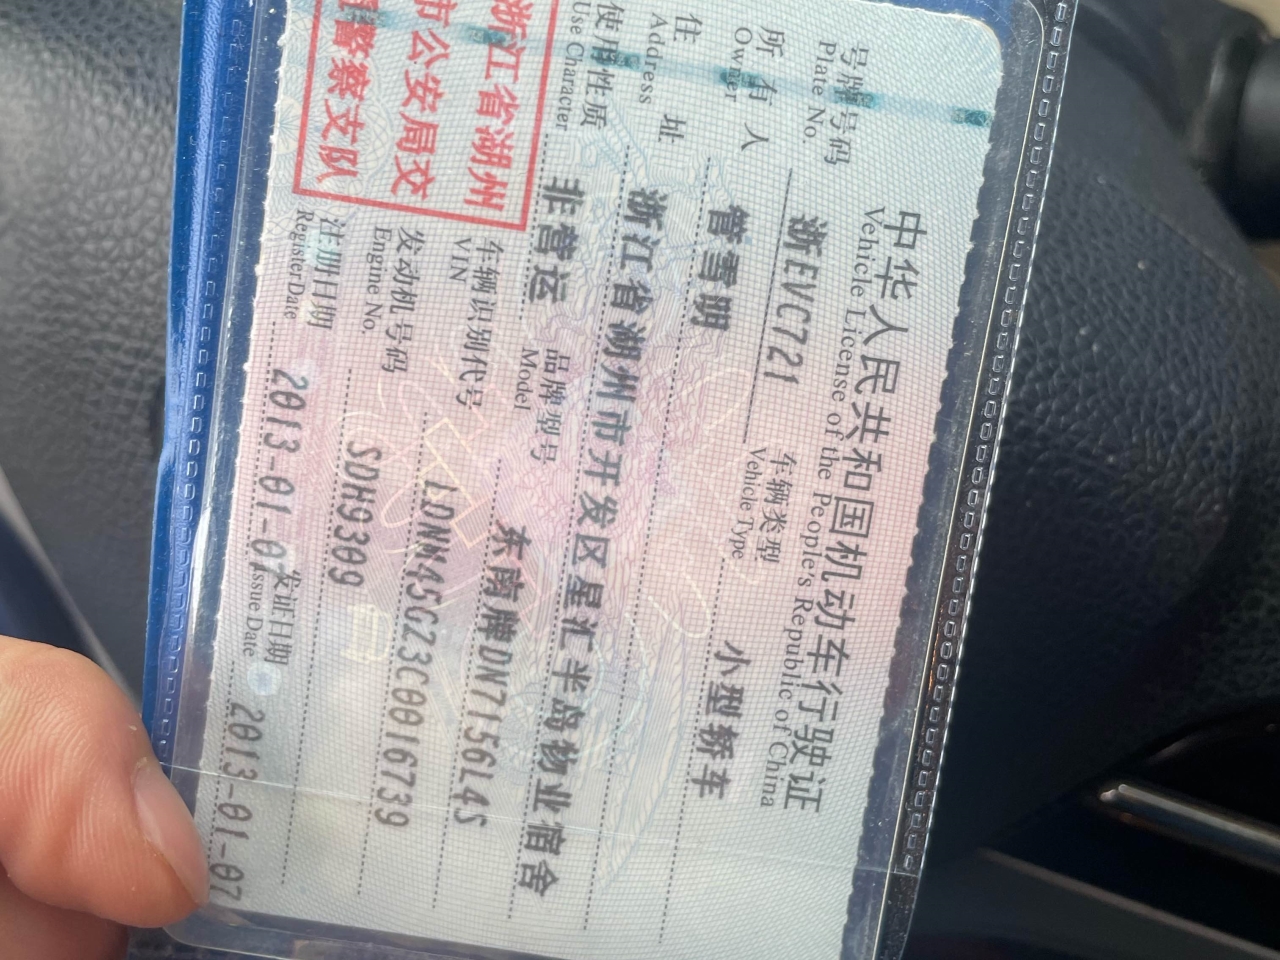 中华人民共和国机动车行驶证
Vehicle License of the People's Republic of China
号牌号码 浙EVC721 车辆类型 小型轿车
Plate No. Vehicle Type
所有人 管雪明
Owner
住址 浙江省湖州市开发区星汇半岛物业宿舍
Address
使用性质 非营运 品牌型号 东南牌DN7156L4S
Use Character Model
浙江省湖州
市公安局交
警察支队
车辆识别代号 LDNN45GZ3C0016739
VIN
发动机号码 SDH9309
Engine No.
注册日期 2013-01-07 发证日期 2013-01-07
Register Date Issue Date